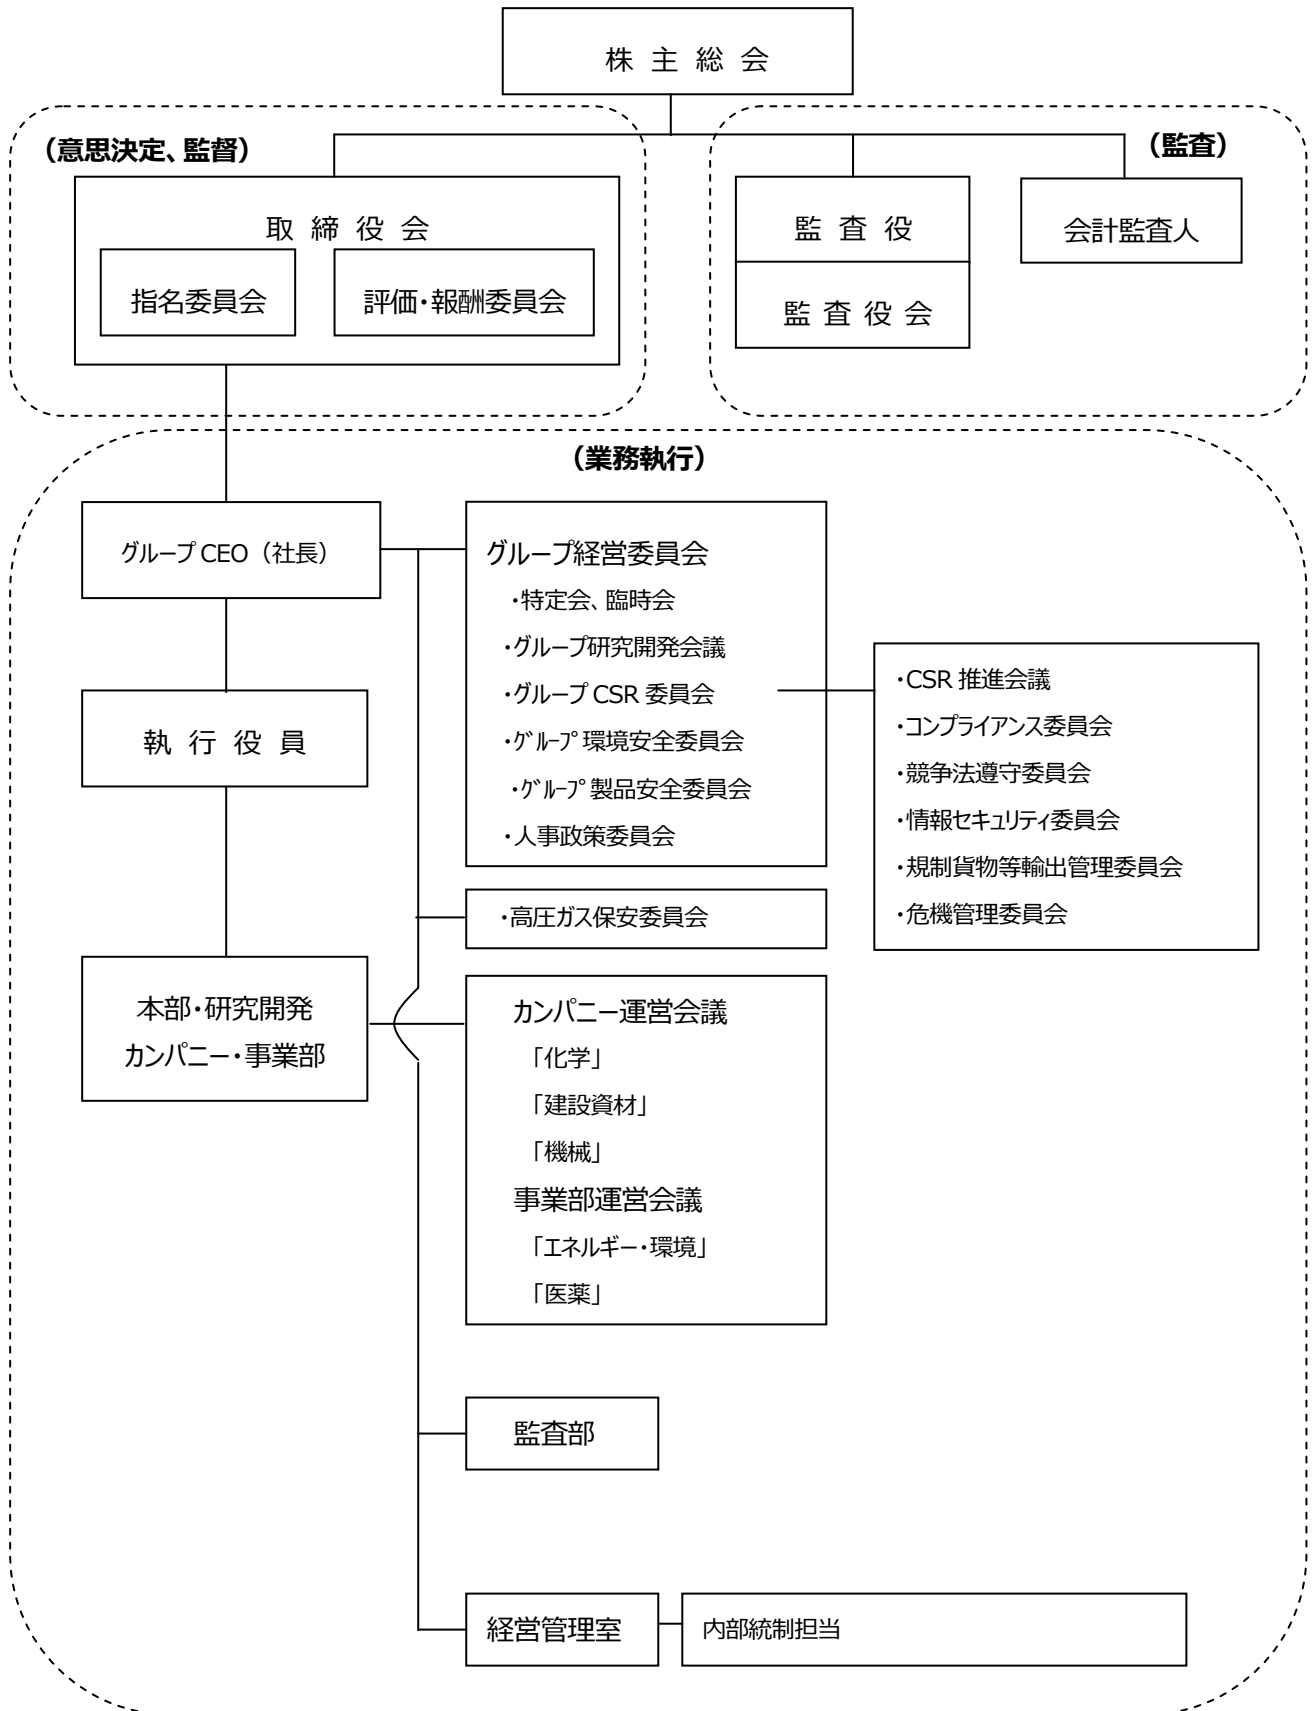 株主総会
（意思決定、監督）
（監査）
取締役会
指名委員会
評価・報酬委員会
監査役
監査役会
会計監査人
（業務執行）
グループCEO（社長）
執行役員
本部・研究開発
カンパニー・事業部
グループ経営委員会
・特定会、臨時会
・グループ研究開発会議
・グループCSR委員会
・グループ環境安全委員会
・グループ製品安全委員会
・人事政策委員会
・CSR推進会議
・コンプライアンス委員会
・競争法遵守委員会
・情報セキュリティ委員会
・規制貨物等輸出管理委員会
・危機管理委員会
・高圧ガス保安委員会
カンパニー運営会議
「化学」
「建設資材」
「機械」
事業部運営会議
「エネルギー・環境」
「医薬」
監査部
経営管理室
内部統制担当